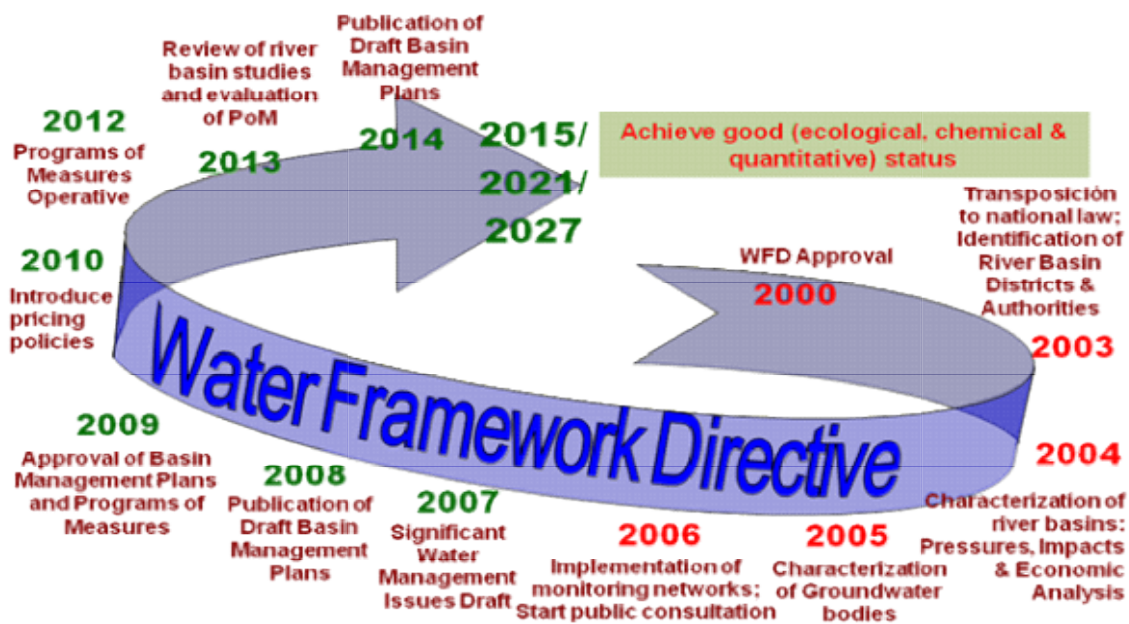 WFD Approval
2000
Transposición
to national law;
Identification of
River Basin
Districts &
Authorities
2003
2004
Characterization of
river basins:
Pressures, Impacts
& Economic
Analysis
2005
Characterization
of Groundwater
bodies
2006
Implementation of
monitoring networks;
Start public consultation
2007
Significant
Water
Management
Issues Draft
2008
Publication of
Draft Basin
Management
Plans
2009
Approval of Basin
Management Plans
and Programs of
Measures
2010
Introduce
pricing
policies
2012
Programs of
Measures
Operative
Review of river
basin studies
and evaluation
of PoM
2013
Publication of
Draft Basin
Management
Plans
2014
2015/
2021/
2027
Achieve good (ecological, chemical &
quantitative) status
Water Framework Directive